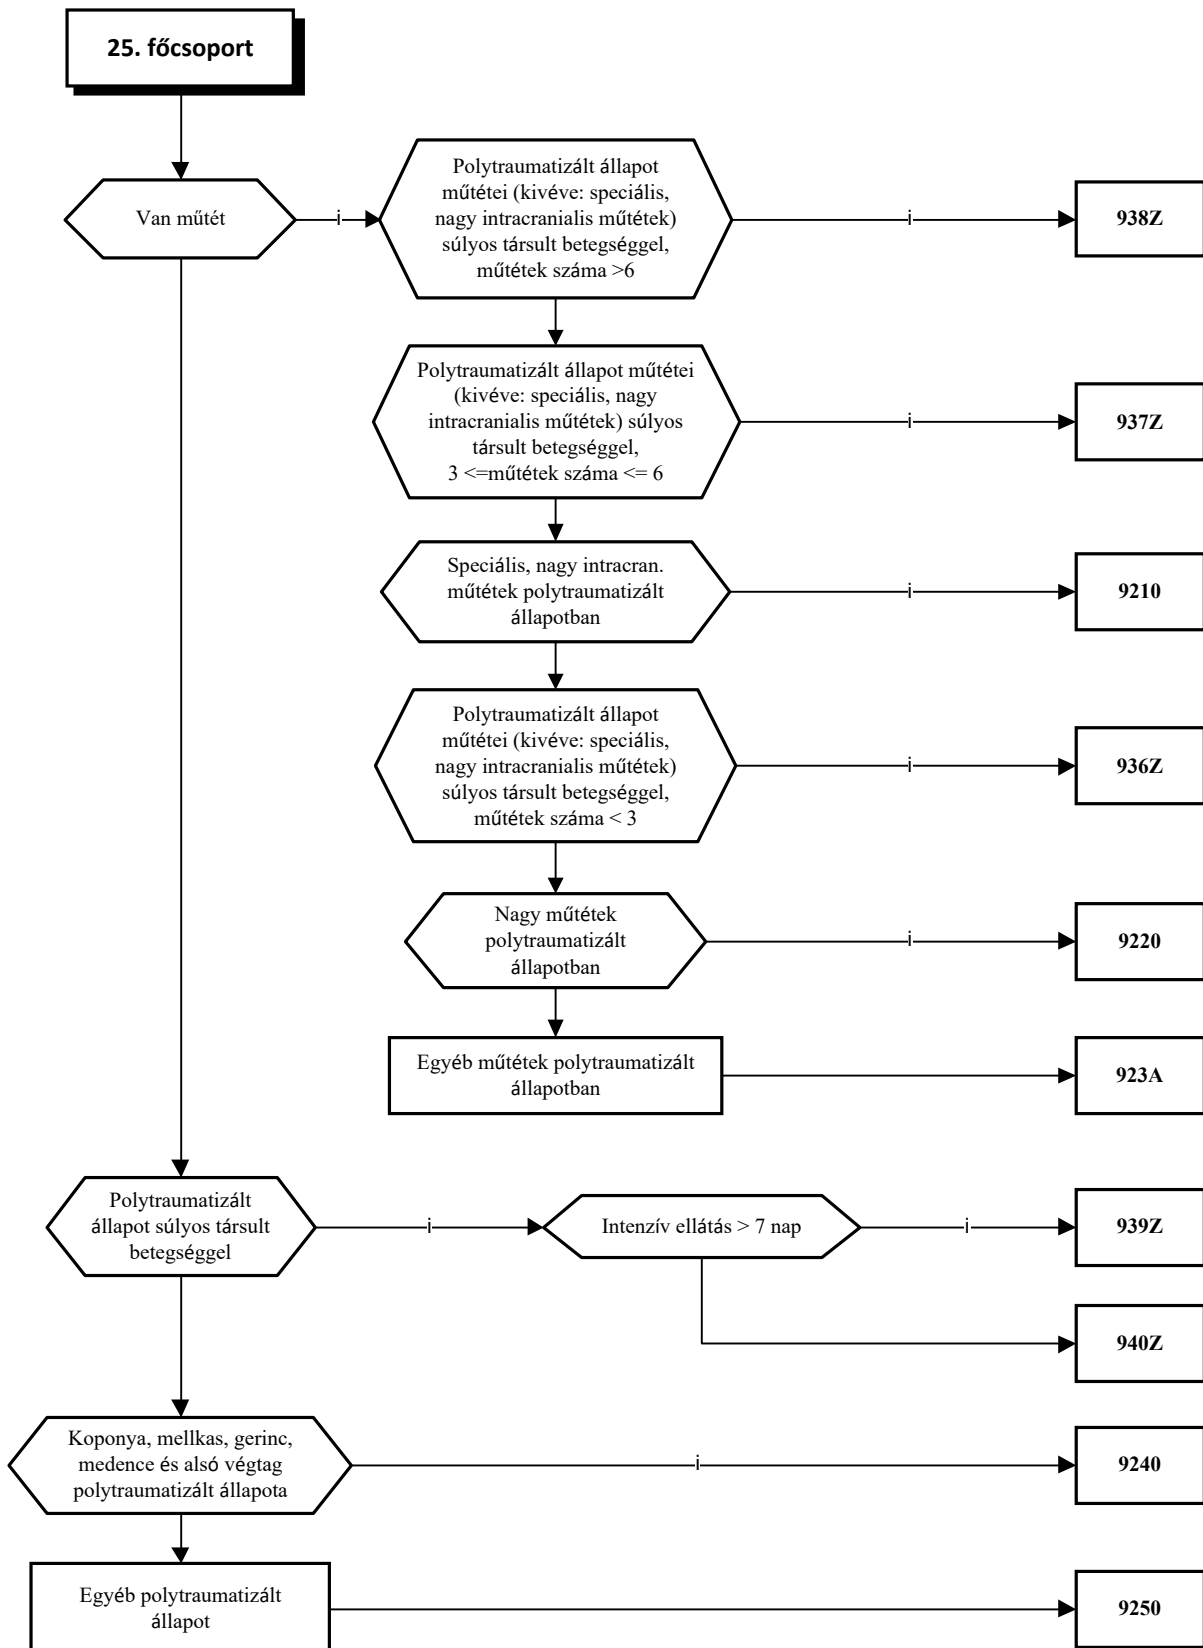 25. főcsoport
Van műtét
i
Polytraumatizált állapot
műtétei (kivéve: speciális,
nagy intracranialis műtétek)
súlyos társult betegséggel,
műtétek száma >6
i
938Z
Polytraumatizált állapot műtétei
(kivéve: speciális, nagy
intracranialis műtétek) súlyos
társult betegséggel,
3 <=műtétek száma <= 6
i
937Z
Speciális, nagy intracran.
műtétek polytraumatizált
állapotban
i
9210
Polytraumatizált állapot
műtétei (kivéve: speciális,
nagy intracranialis műtétek)
súlyos társult betegséggel,
műtétek száma < 3
i
936Z
Nagy műtétek
polytraumatizált
állapotban
i
9220
Egyéb műtétek polytraumatizált
állapotban
923A
Polytraumatizált
állapot súlyos társult
betegséggel
i
Intenzív ellátás > 7 nap
i
939Z
940Z
Koponya, mellkas, gerinc,
medence és alsó végtag
polytraumatizált állapota
i
9240
Egyéb polytraumatizált
állapot
9250